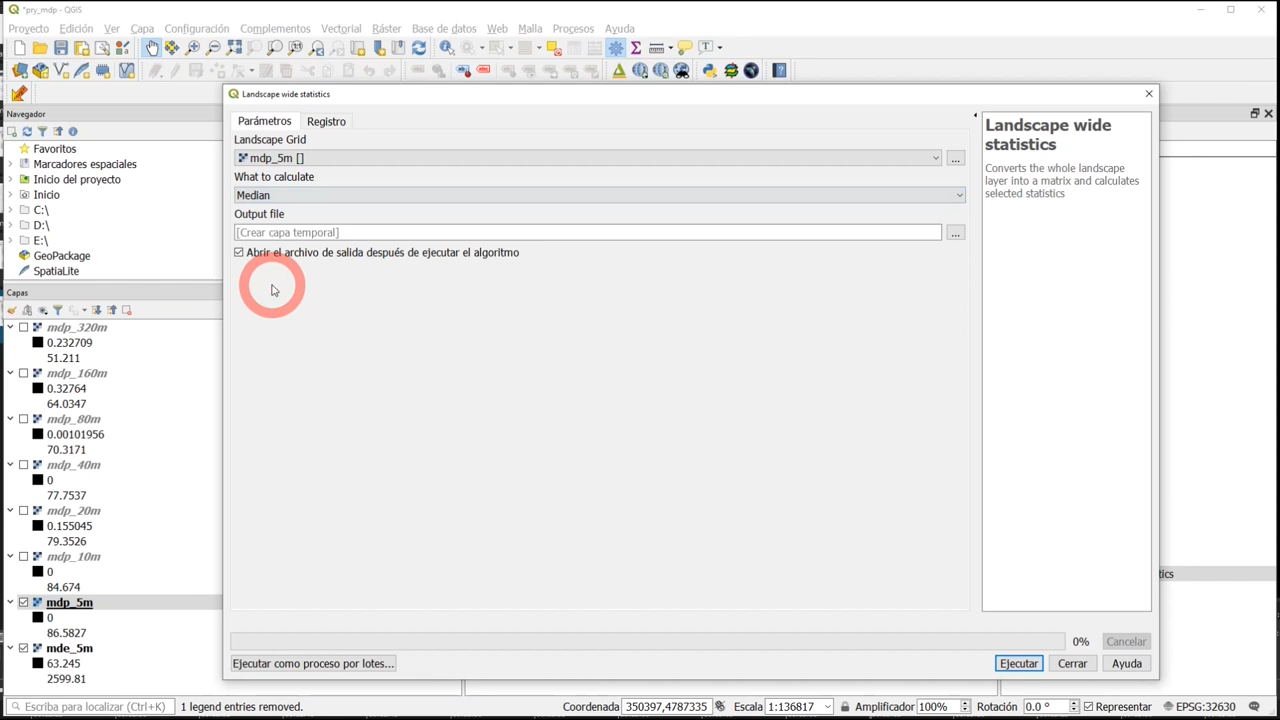 *pry_mdp - QGIS
Proyecto Edición Ver Capa Configuración Complementos Vectorial Ráster Base de datos Web Malla Procesos Ayuda
Landscape wide statistics
Parámetros Registro
Landscape Grid
mdp_5m []
...
What to calculate
Median
Output file
[Crear capa temporal]
...
Abrir el archivo de salida después de ejecutar el algoritmo
Landscape wide
statistics
Converts the whole landscape
layer into a matrix and calculates
selected statistics
Navegador
Favoritos
Marcadores espaciales
Inicio del proyecto
Inicio
C:\
D:\
E:\
GeoPackage
SpatiaLite
Capas
mdp_320m
0.232709
51.211
mdp_160m
0.32764
64.0347
mdp_80m
0.00101956
70.3171
mdp_40m
0
77.7537
mdp_20m
0.155045
79.3526
mdp_10m
0
84.674
mdp_5m
0
86.5827
mde_5m
63.245
2599.81
tics
0% Cancelar
Ejecutar como proceso por lotes... Ejecutar Cerrar Ayuda
Escriba para localizar (Ctrl+K) 1 legend entries removed. Coordenada 350397,4787335 Escala 1:136817 Amplificador 100% Rotación 0.0 ° Representar EPSG:32630